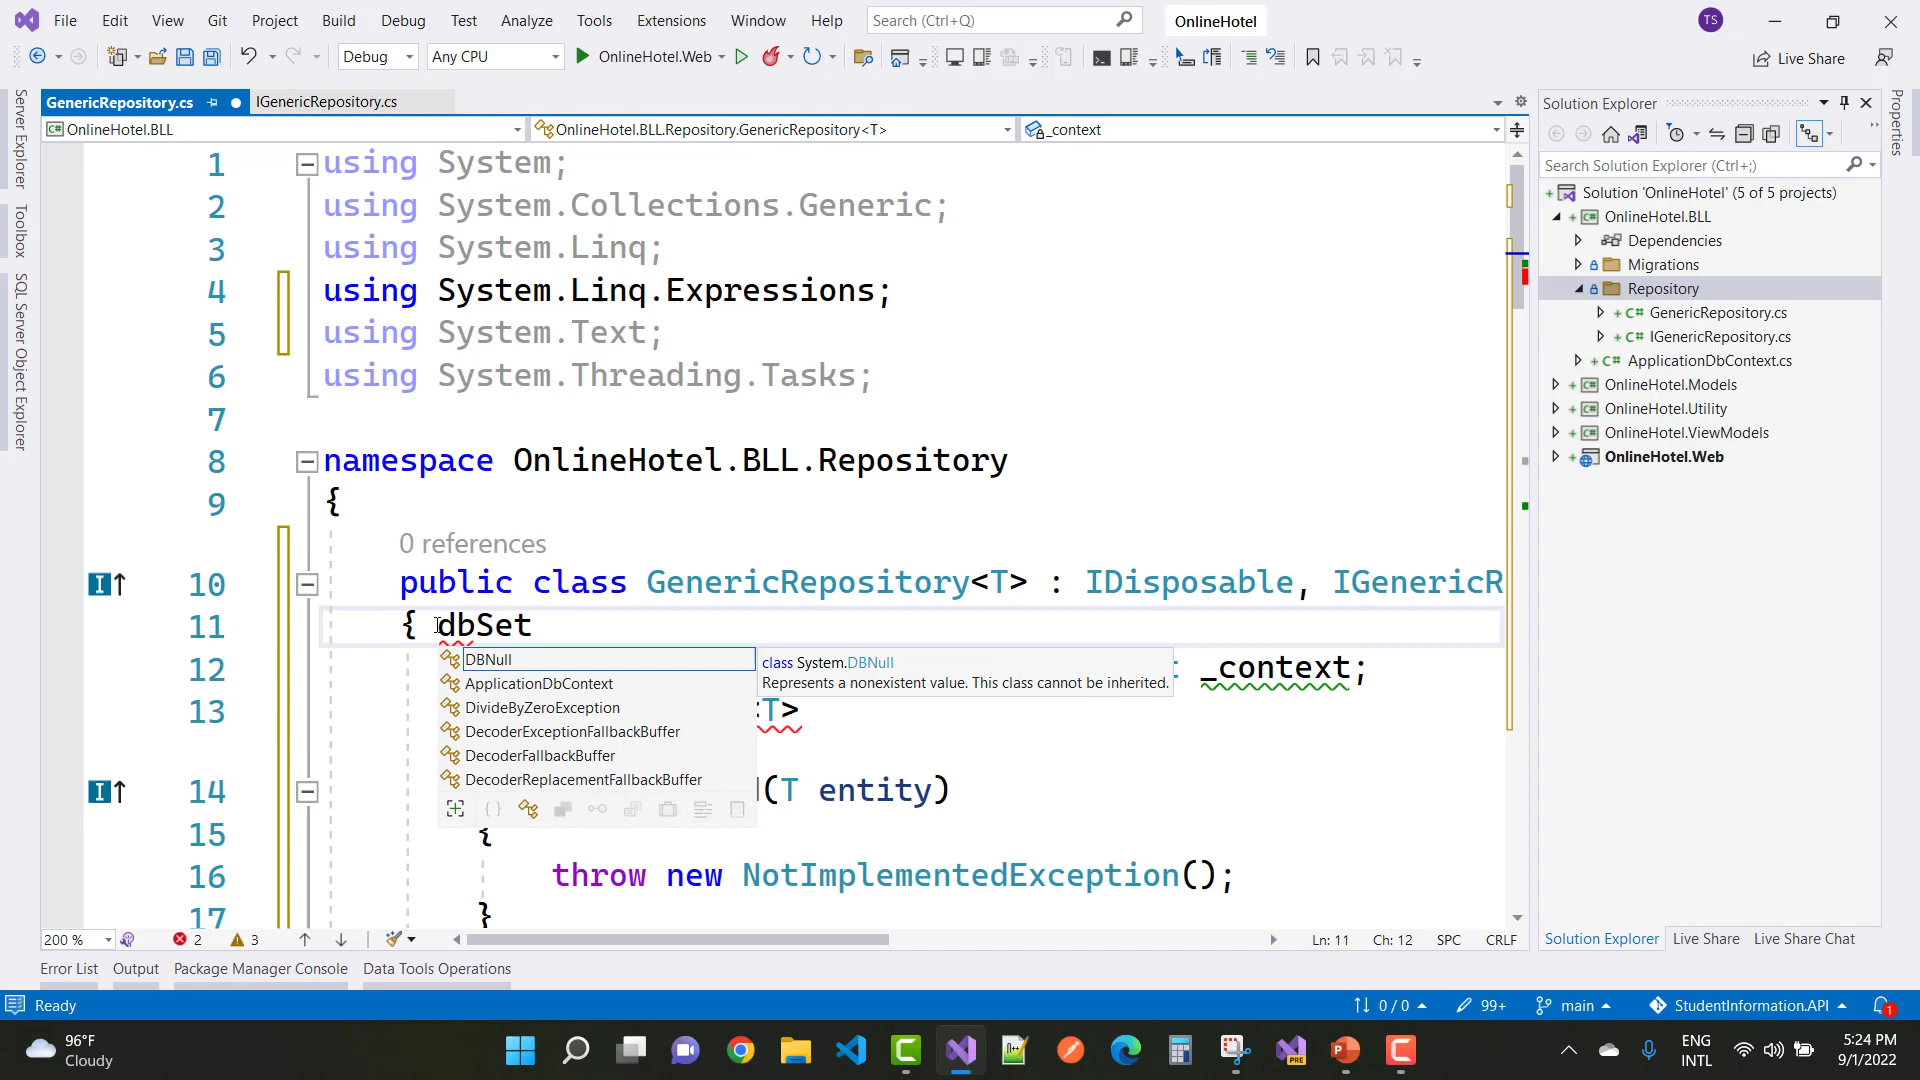 File Edit View Git Project Build Debug Test Analyze Tools Extensions Window Help Search (Ctrl+Q) OnlineHotel TS
Debug Any CPU OnlineHotel.Web Live Share
GenericRepository.cs IGenericRepository.cs
OnlineHotel.BLL OnlineHotel.BLL.Repository.GenericRepository<T> _context
Server Explorer
Toolbox
SQL Server Object Explorer
1 using System;
2 using System.Collections.Generic;
3 using System.Linq;
4 using System.Linq.Expressions;
5 using System.Text;
6 using System.Threading.Tasks;
7
8 namespace OnlineHotel.BLL.Repository
9 {
0 references
10 public class GenericRepository<T> : IDisposable, IGenericR
11 { dbSet
12 _context;
13 <T>
14 (T entity)
15 {
16 throw new NotImplementedException();
17 }
DBNull
ApplicationDbContext
DivideByZeroException
DecoderExceptionFallbackBuffer
DecoderFallbackBuffer
DecoderReplacementFallbackBuffer
class System.DBNull
Represents a nonexistent value. This class cannot be inherited.
200 % 2 3 Ln: 11 Ch: 12 SPC CRLF
Error List Output Package Manager Console Data Tools Operations
Solution Explorer
Search Solution Explorer (Ctrl+;)
Solution 'OnlineHotel' (5 of 5 projects)
OnlineHotel.BLL
Dependencies
Migrations
Repository
GenericRepository.cs
IGenericRepository.cs
ApplicationDbContext.cs
OnlineHotel.Models
OnlineHotel.Utility
OnlineHotel.ViewModels
OnlineHotel.Web
Solution Explorer Live Share Live Share Chat
Properties
Ready 0 / 0 99+ main StudentInformation.API 1
96°F
Cloudy
PRE
ENG
INTL
5:24 PM
9/1/2022